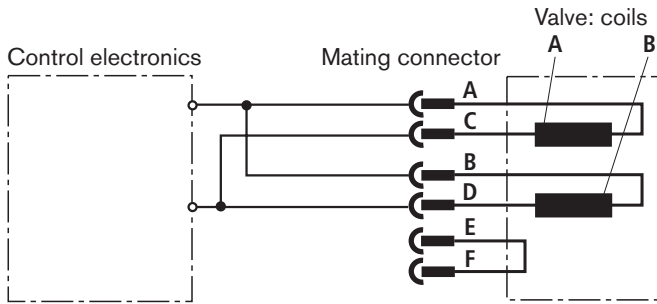 Valve: coils
Control electronics Mating connector A B
A
C
B
D
E
F